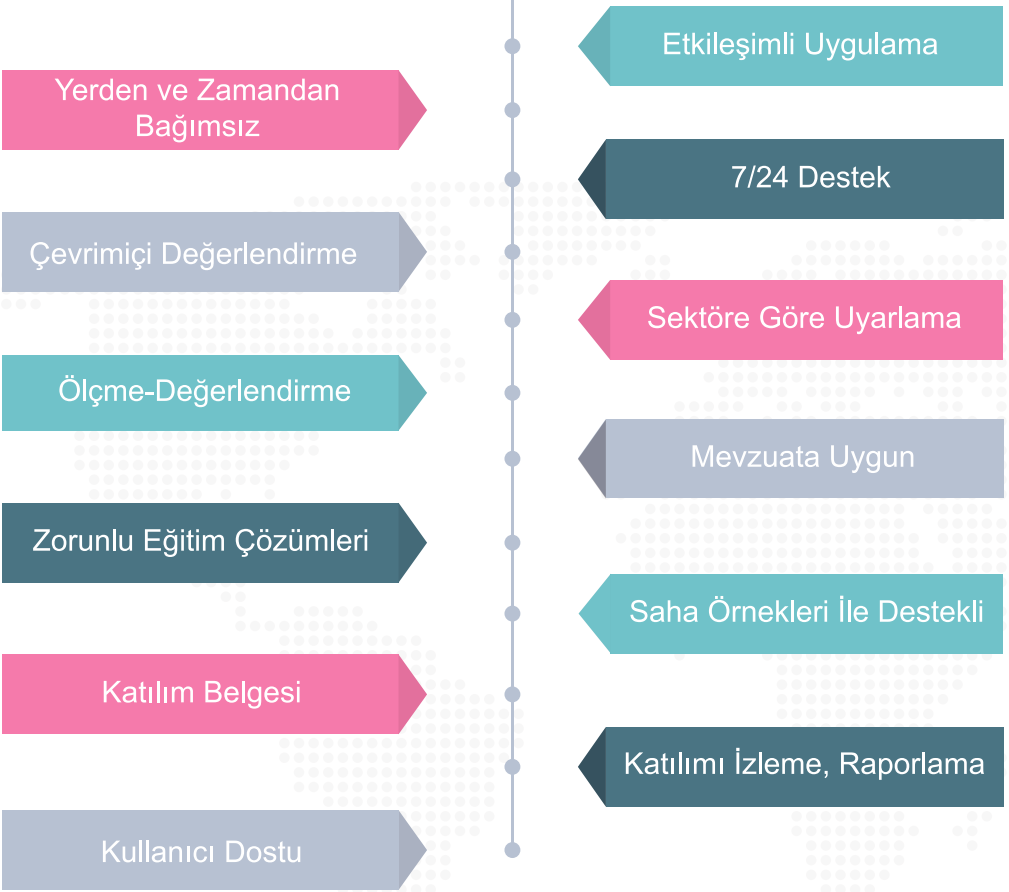 Etkileşimli Uygulama
Yerden ve Zamandan
Bağımsız
7/24 Destek
Çevrimiçi Değerlendirme
Sektöre Göre Uyarlama
Ölçme-Değerlendirme
Mevzuata Uygun
Zorunlu Eğitim Çözümleri
Saha Örnekleri İle Destekli
Katılım Belgesi
Katılımı İzleme, Raporlama
Kullanıcı Dostu